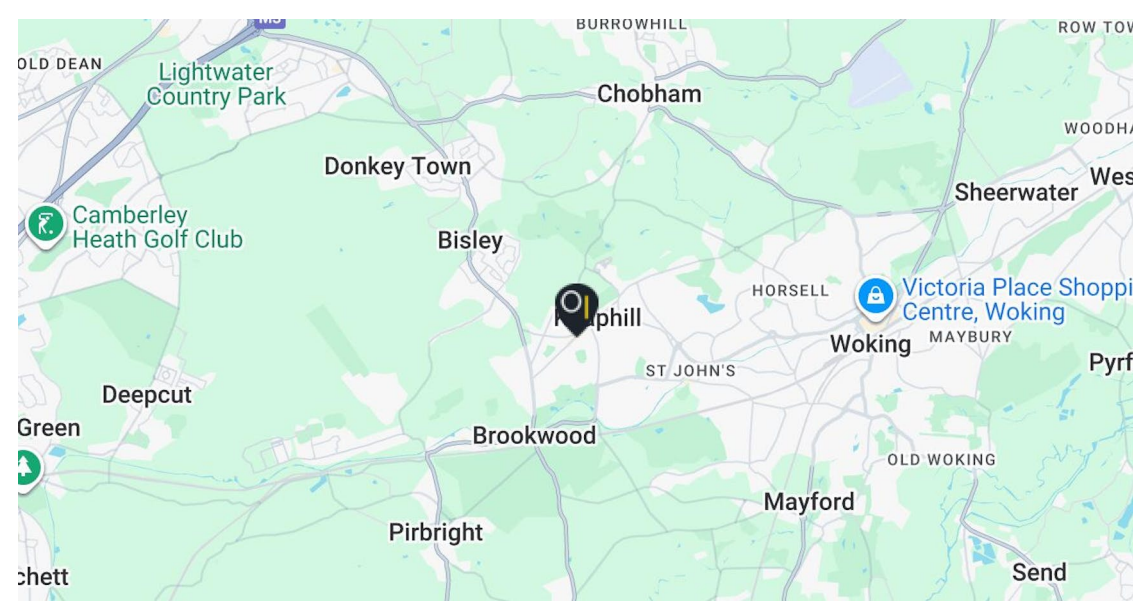 M3
BURROWHILL
ROW TOW
OLD DEAN
Lightwater
Country Park
Chobham
WOODHA
Donkey Town
Sheerwater
Wes
Camberley
Heath Golf Club
Bisley
HORSELL
Victoria Place Shoppi
Centre, Woking
phill
Woking
MAYBURY
ST JOHN'S
Pyrf
Deepcut
Green
Brookwood
OLD WOKING
Mayford
Pirbright
Send
chett